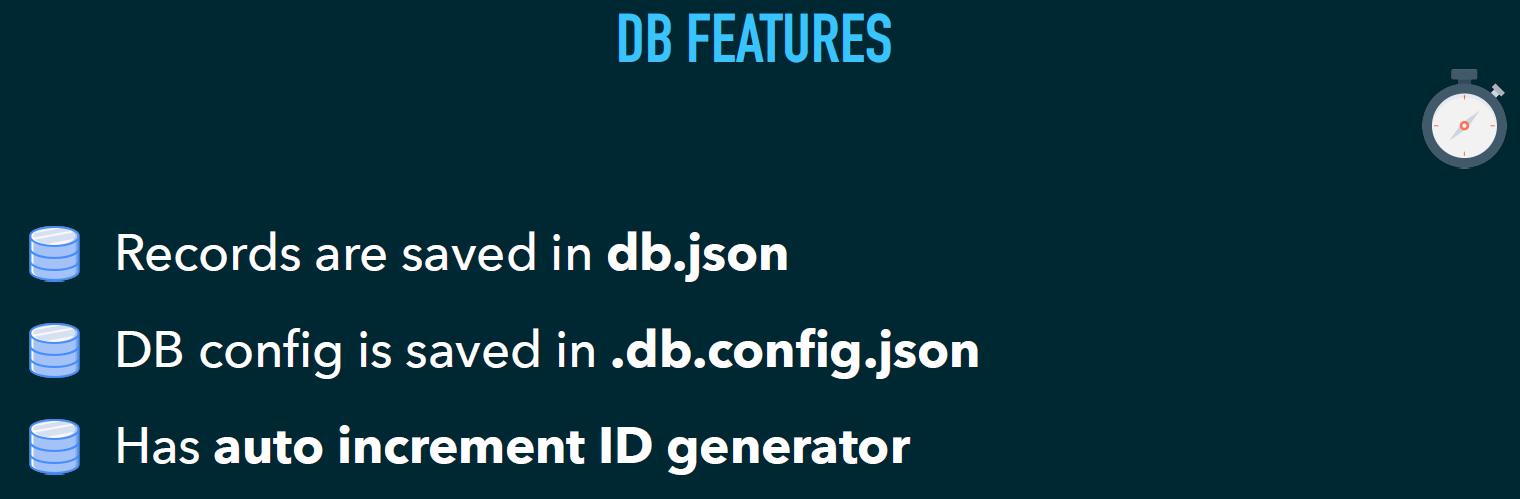 DB FEATURES
Records are saved in db.json
DB config is saved in .db.config.json
Has auto increment ID generator